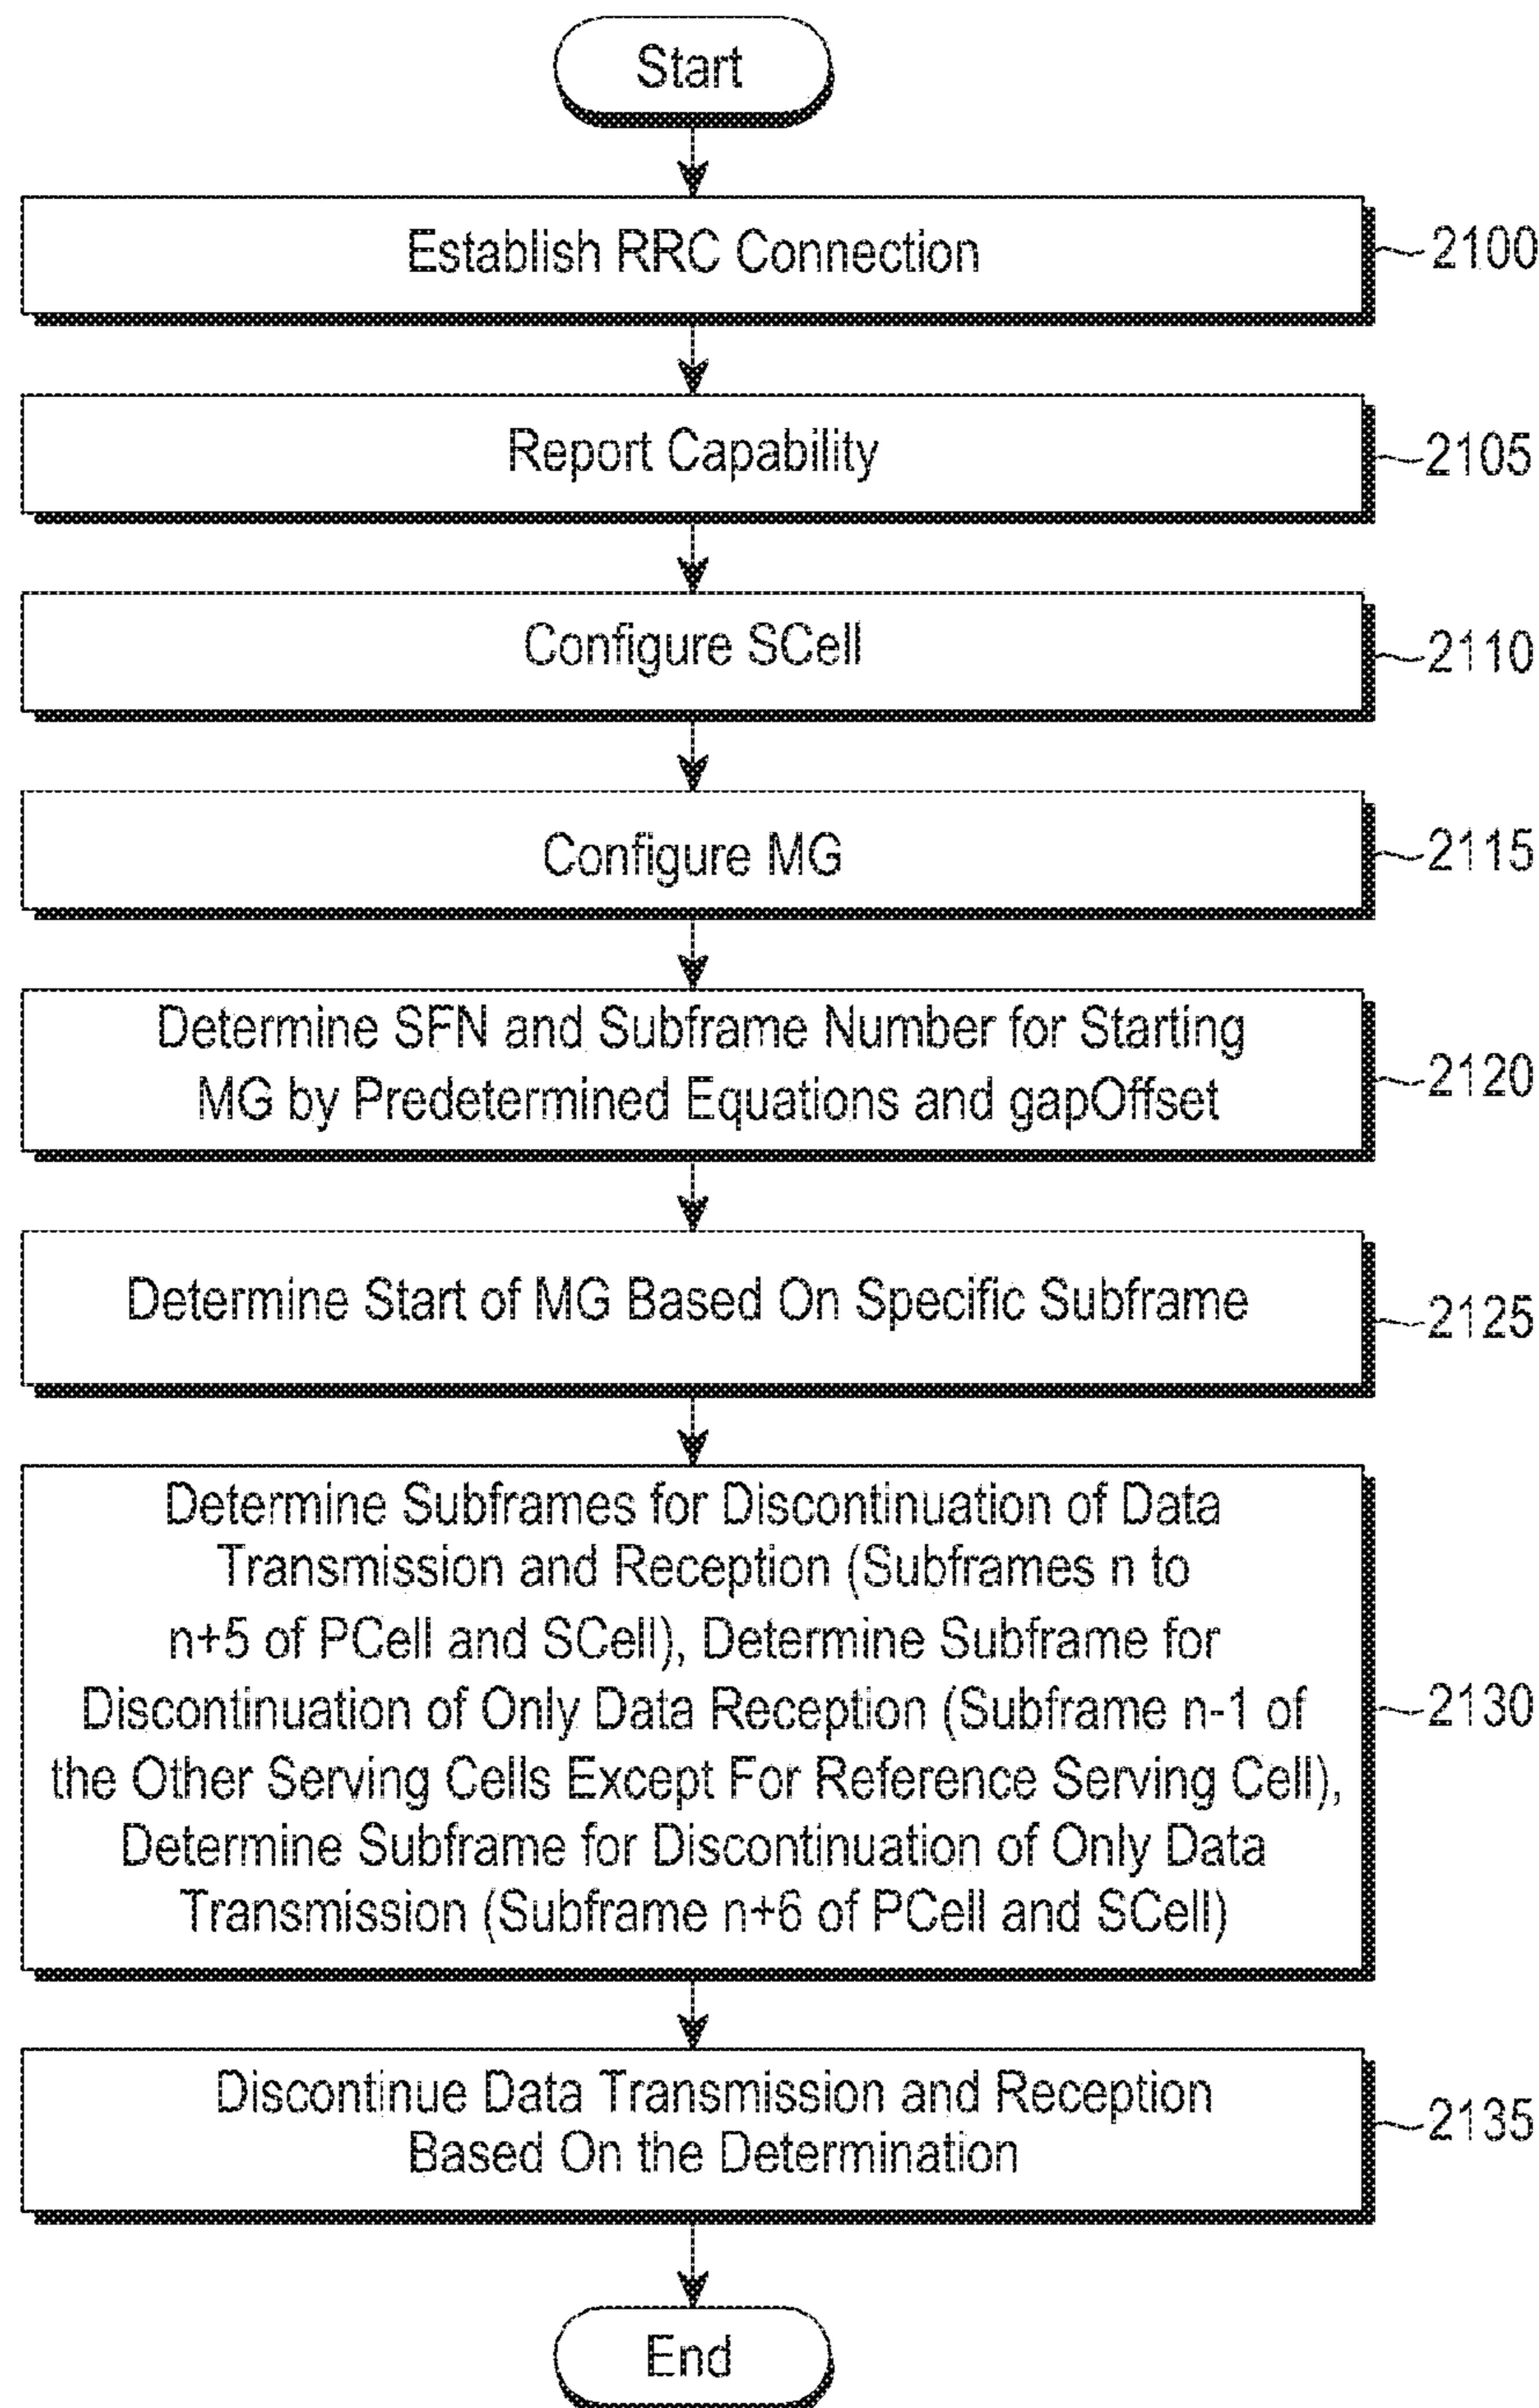 Start
Establish RRC Connection
2100
Report Capability
2105
Configure SCell
2110
Configure MG
2115
Determine SFN and Subframe Number for Starting
MG by Predetermined Equations and gapOffset
2120
Determine Start of MG Based On Specific Subframe
2125
Determine Subframes for Discontinuation of Data
Transmission and Reception (Subframes n to
n+5 of PCell and SCell), Determine Subframe for
Discontinuation of Only Data Reception (Subframe n-1 of
the Other Serving Cells Except For Reference Serving Cell),
Determine Subframe for Discontinuation of Only Data
Transmission (Subframe n+6 of PCell and SCell)
2130
Discontinue Data Transmission and Reception
Based On the Determination
2135
End